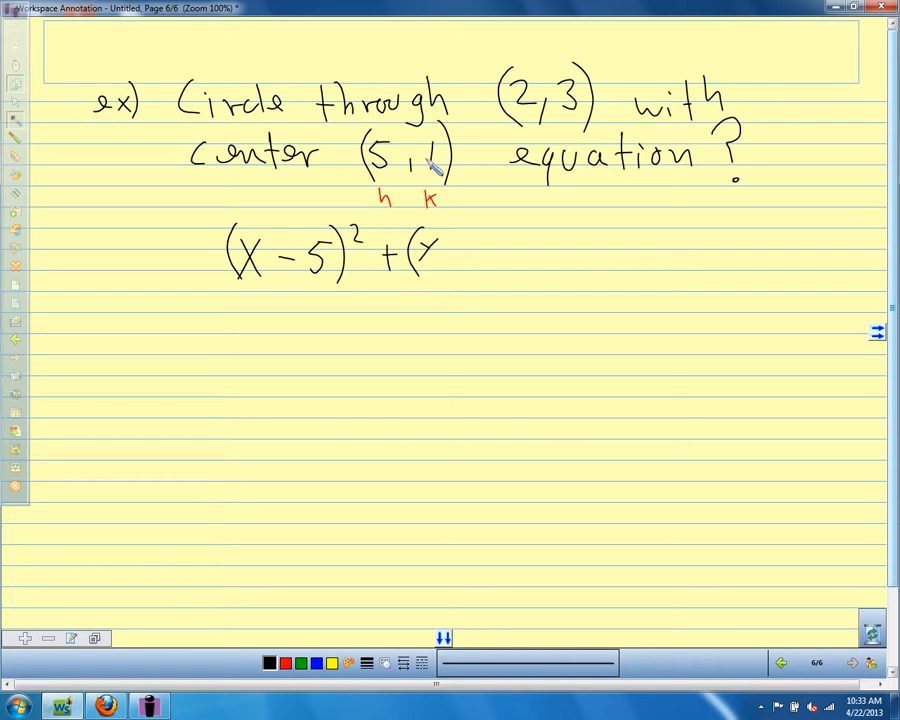 Workspace Annotation - Untitled, Page 6/6 (Zoom 100%) *
ex) Circle through (2,3) with
center (5,1) equation?
h k
(x - 5)² + (y
6/6
10:33 AM
4/22/2013